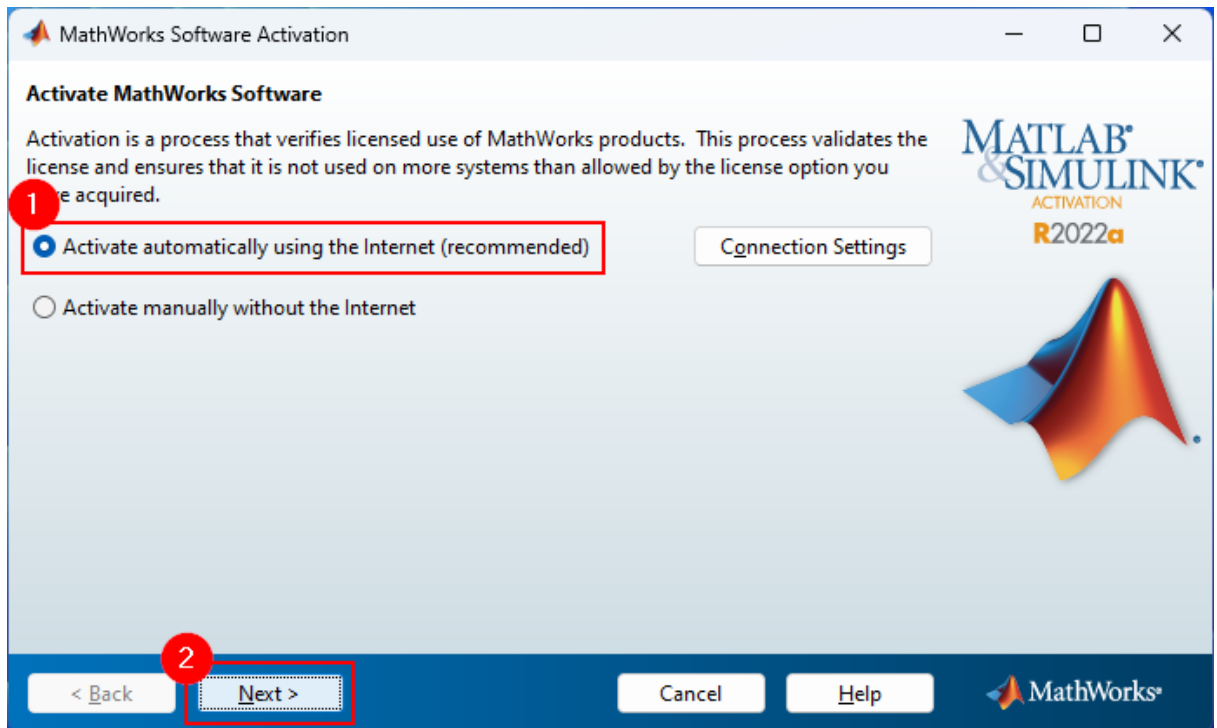 MathWorks Software Activation
Activate MathWorks Software
Activation is a process that verifies licensed use of MathWorks products. This process validates the
license and ensures that it is not used on more systems than allowed by the license option you
acquired.
1
Activate automatically using the Internet (recommended)
Connection Settings
Activate manually without the Internet
MATLAB®
&SIMULINK®
ACTIVATION
R2022a
2
< Back
Next >
Cancel
Help
MathWorks®